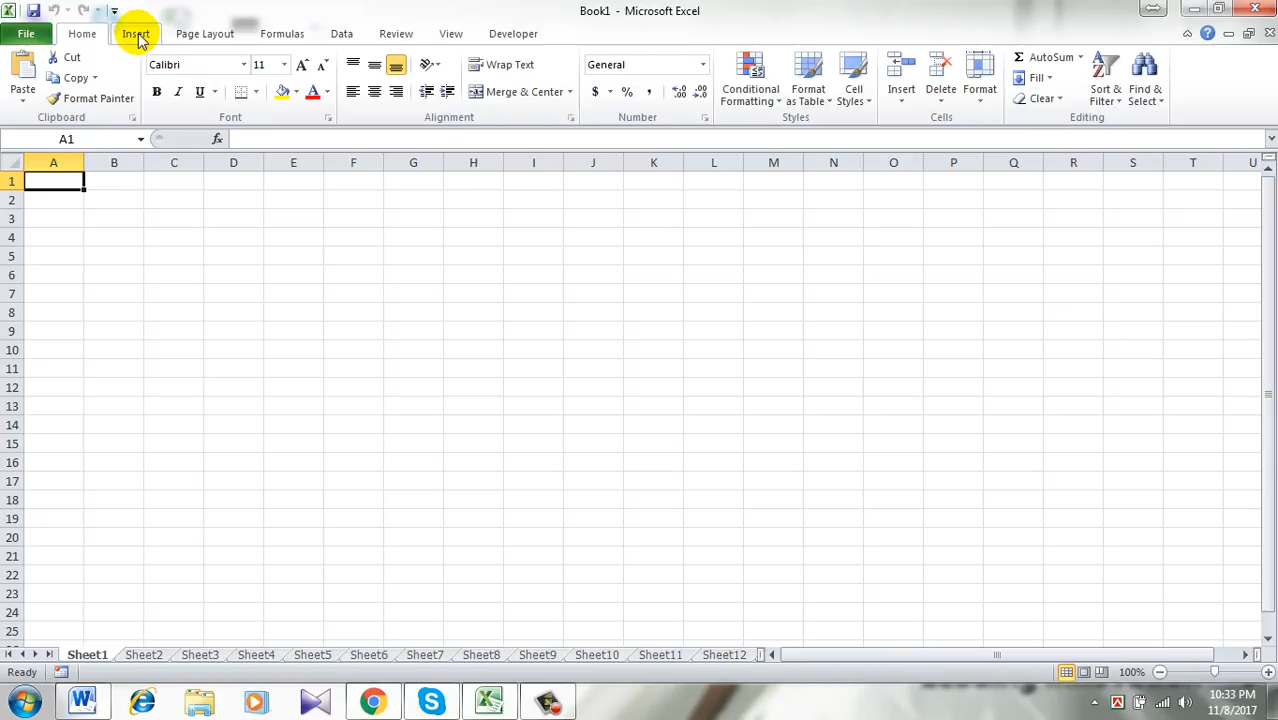 Book1 - Microsoft Excel
File Home Insert Page Layout Formulas Data Review View Developer
Paste
Cut
Copy
Format Painter
Clipboard
Calibri 11
B I U
Font
Wrap Text
Merge & Center
Alignment
General
$ % ,
Number
Conditional Formatting
Format as Table
Cell Styles
Styles
Insert Delete Format
Cells
Σ AutoSum
Fill
Clear
Sort & Filter
Find & Select
Editing
A1 fx
A B C D E F G H I J K L M N O P Q R S T U
1
2
3
4
5
6
7
8
9
10
11
12
13
14
15
16
17
18
19
20
21
22
23
24
25
Sheet1 Sheet2 Sheet3 Sheet4 Sheet5 Sheet6 Sheet7 Sheet8 Sheet9 Sheet10 Sheet11 Sheet12
Ready 100%
10:33 PM
11/8/2017